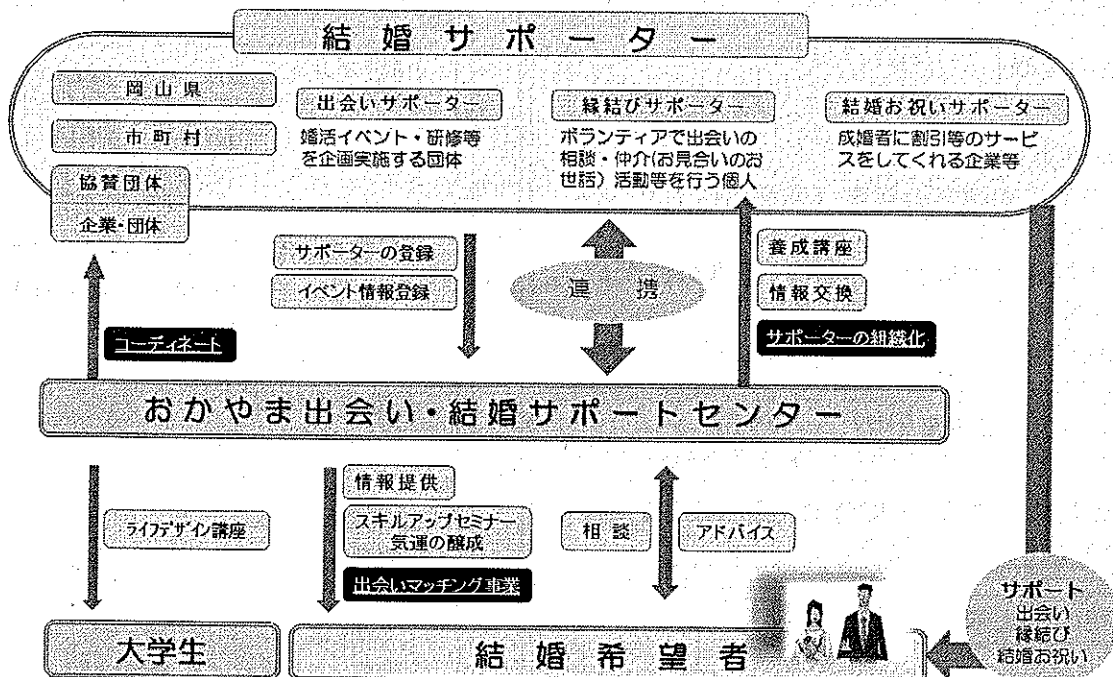 結婚サポーター
岡山県
市町村
協賛団体
企業・団体
出会いサポーター
婚活イベント・研修等
を企画実施する団体
縁結びサポーター
ボランティアで出会いの
相談・仲介(お見合いのお
世話)活動等を行う個人
結婚お祝いサポーター
成婚者に割引等のサービ
スをしてくれる企業等
コーディネート
サポーターの登録
イベント情報登録
連携
養成講座
情報交換
サポーターの組織化
おかやま出会い・結婚サポートセンター
ライフデザイン講座
情報提供
スキルアップセミナー
気運の醸成
出会いマッチング事業
相談
アドバイス
サポート
出会い
縁結び
結婚お祝い
大学生
結婚希望者